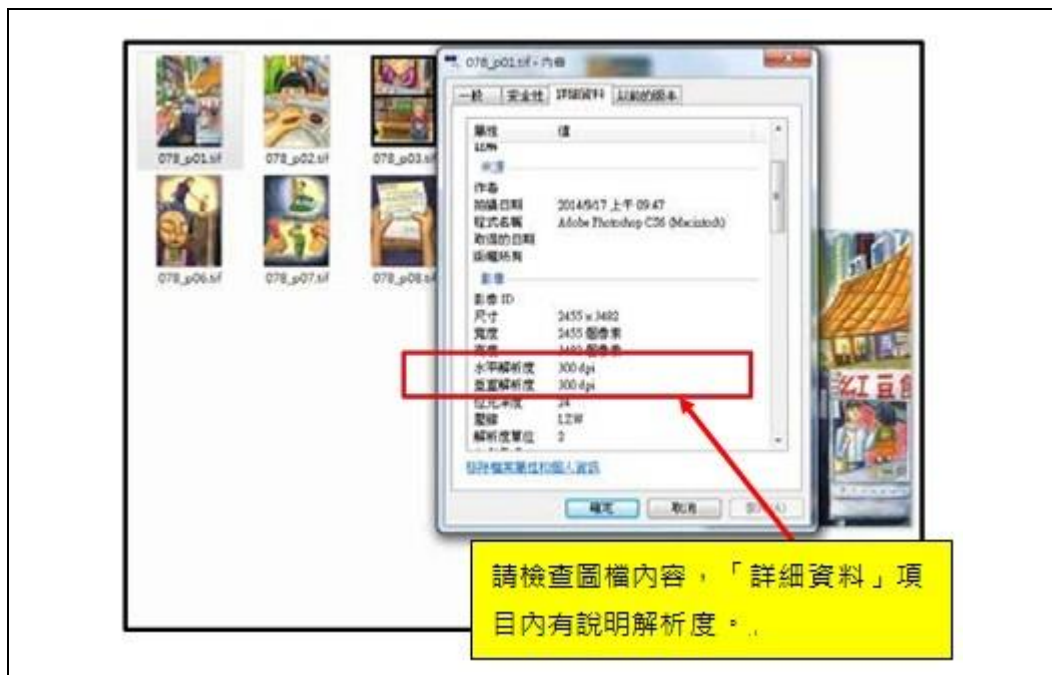 078_p01.tif - 內容
一般 安全性 詳細資料 以前的版本
屬性 值
來源
作者
拍攝日期 2014/9/17 上午 09:47
程式名稱 Adobe Photoshop CS6 (Macintosh)
取得的日期
版權所有
影像
影像 ID
尺寸 2455 x 3482
寬度 2455 個像素
高度 3482 個像素
水平解析度 300 dpi
垂直解析度 300 dpi
位元深度 24
壓縮 LZW
解析度單位 2
移除檔案屬性和個人資訊
確定 取消
078_p01.tif 078_p02.tif 078_p03.tif
078_p06.tif 078_p07.tif 078_p08.tif
紅豆
請檢查圖檔內容，「詳細資料」項
目內有說明解析度。